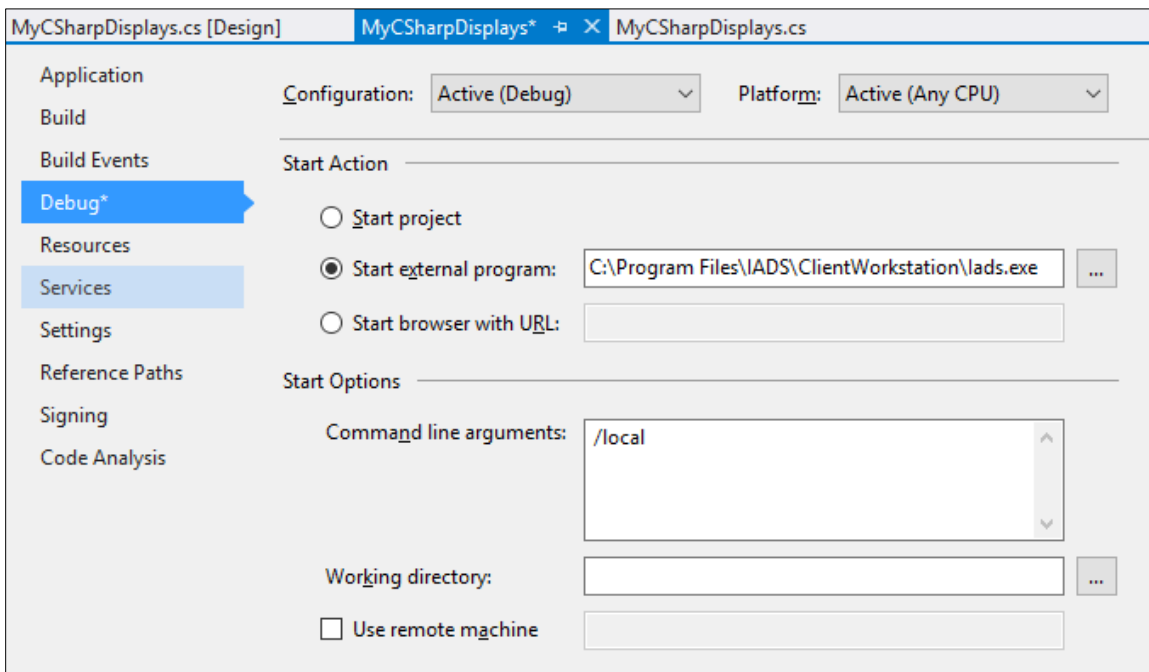 MyCSharpDisplays.cs [Design] MyCSharpDisplays* MyCSharpDisplays.cs
Application
Build
Build Events
Debug*
Resources
Services
Settings
Reference Paths
Signing
Code Analysis
Configuration: Active (Debug) Platform: Active (Any CPU)
Start Action
Start project
Start external program: C:\Program Files\IADS\ClientWorkstation\Iads.exe ...
Start browser with URL:
Start Options
Command line arguments: /local
Working directory: ...
Use remote machine